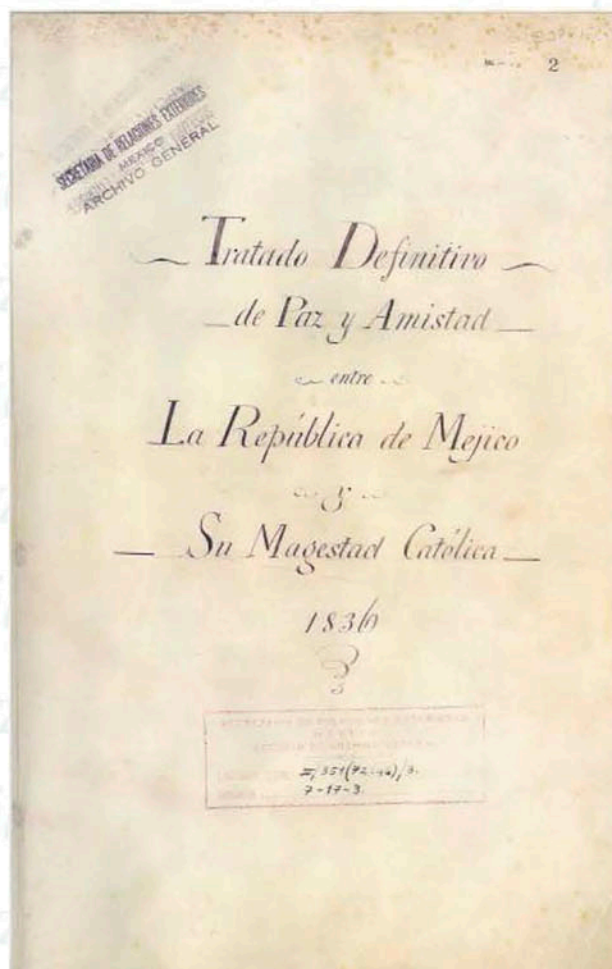 2
SECRETARIA DE RELACIONES EXTERIORES
MEXICO
ARCHIVO GENERAL
Tratado Definitivo
de Paz y Amistad
entre
La República de Mejico
y
Su Magestad Católica
1836
7-17-3.